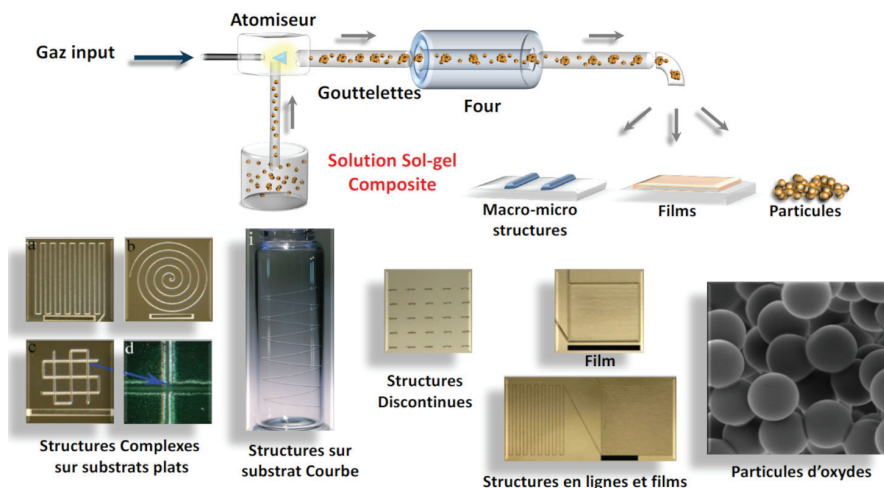 Atomiseur
Gaz input
Gouttelettes
Four
Solution Sol-gel
Composite
Macro-micro
structures
Films
Particules
a
b
i
c
d
Film
Structures
Discontinues
Structures Complexes
sur substrats plats
Structures sur
substrat Courbe
Structures en lignes et films
Particules d'oxydes